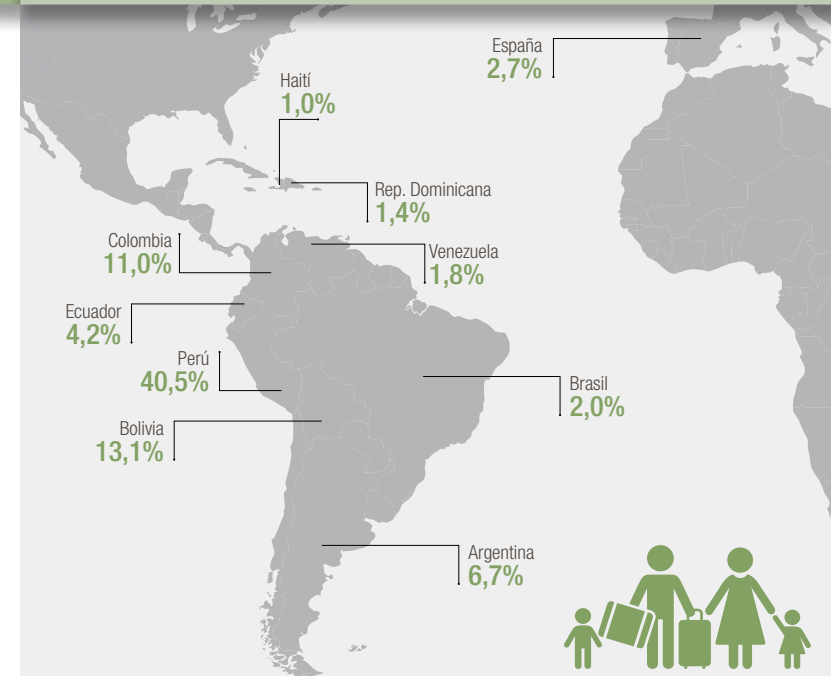 España
2,7%
Haití
1,0%
Rep. Dominicana
1,4%
Colombia
11,0%
Venezuela
1,8%
Ecuador
4,2%
Perú
40,5%
Brasil
2,0%
Bolivia
13,1%
Argentina
6,7%